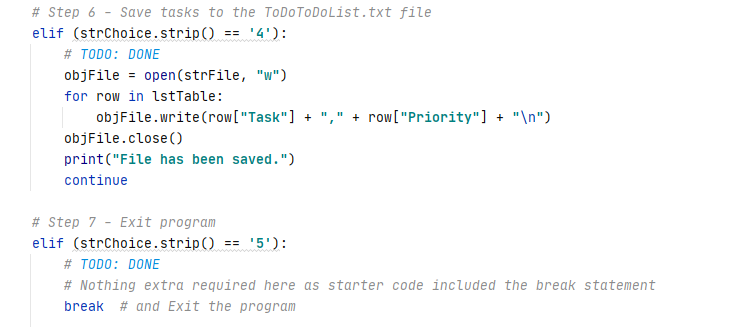 # Step 6 - Save tasks to the ToDoToDoList.txt file
elif (strChoice.strip() == '4'):
# TODO: DONE
objFile = open(strFile, "w")
for row in lstTable:
objFile.write(row["Task"] + "," + row["Priority"] + "\n")
objFile.close()
print("File has been saved.")
continue
# Step 7 - Exit program
elif (strChoice.strip() == '5'):
# TODO: DONE
# Nothing extra required here as starter code included the break statement
break  # and Exit the program